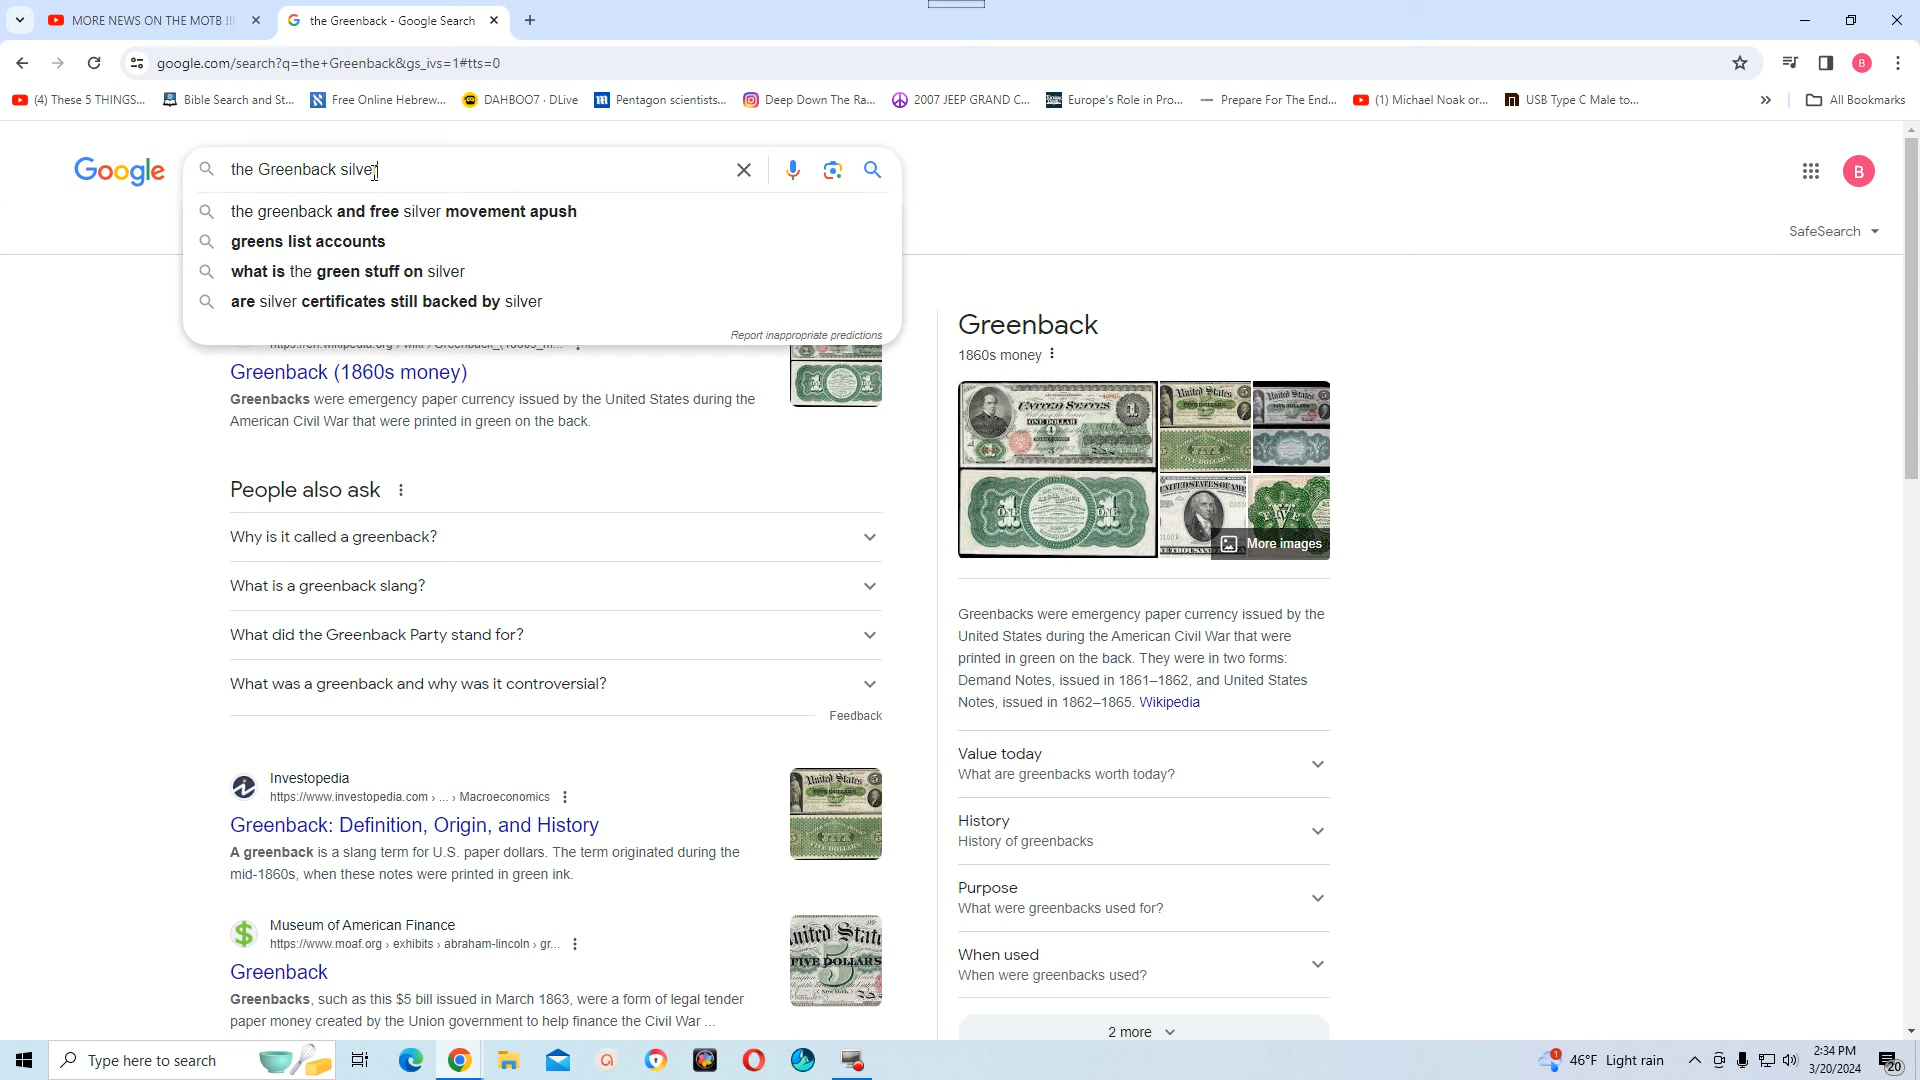 MORE NEWS ON THE MOTB !!!
the Greenback - Google Search
google.com/search?q=the+Greenback&gs_ivs=1#tts=0
B
(4) These 5 THINGS...
Bible Search and St...
Free Online Hebrew...
DAHBOO7 · DLive
Pentagon scientists...
Deep Down The Ra...
2007 JEEP GRAND C...
Europe's Role in Pro...
Prepare For The End...
(1) Michael Noak or...
USB Type C Male to...
All Bookmarks
Google
the Greenback silver
B
the greenback and free silver movement apush
greens list accounts
what is the green stuff on silver
are silver certificates still backed by silver
Report inappropriate predictions
SafeSearch
Greenback (1860s money)
Greenbacks were emergency paper currency issued by the United States during the
American Civil War that were printed in green on the back.
People also ask
Why is it called a greenback?
What is a greenback slang?
What did the Greenback Party stand for?
What was a greenback and why was it controversial?
Feedback
Investopedia
https://www.investopedia.com › ... › Macroeconomics
Greenback: Definition, Origin, and History
A greenback is a slang term for U.S. paper dollars. The term originated during the
mid-1860s, when these notes were printed in green ink.
Museum of American Finance
https://www.moaf.org › exhibits › abraham-lincoln › gr...
Greenback
Greenbacks, such as this $5 bill issued in March 1863, were a form of legal tender
paper money created by the Union government to help finance the Civil War ...
Greenback
1860s money
More images
Greenbacks were emergency paper currency issued by the
United States during the American Civil War that were
printed in green on the back. They were in two forms:
Demand Notes, issued in 1861–1862, and United States
Notes, issued in 1862–1865. Wikipedia
Value today
What are greenbacks worth today?
History
History of greenbacks
Purpose
What were greenbacks used for?
When used
When were greenbacks used?
2 more
Type here to search
46°F Light rain
2:34 PM
3/20/2024
20